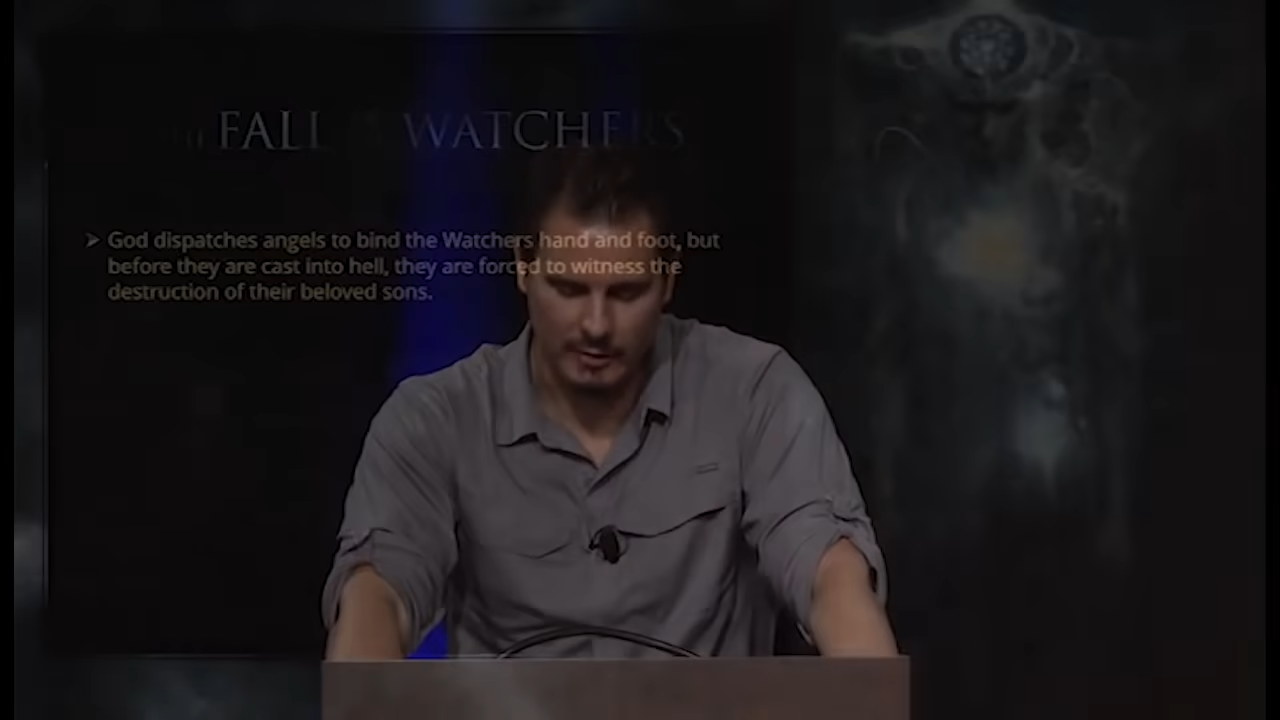 FALL WATCHERS
➤ God dispatches angels to bind the Watchers hand and foot, but
before they are cast into hell, they are forced to witness the
destruction of their beloved sons.